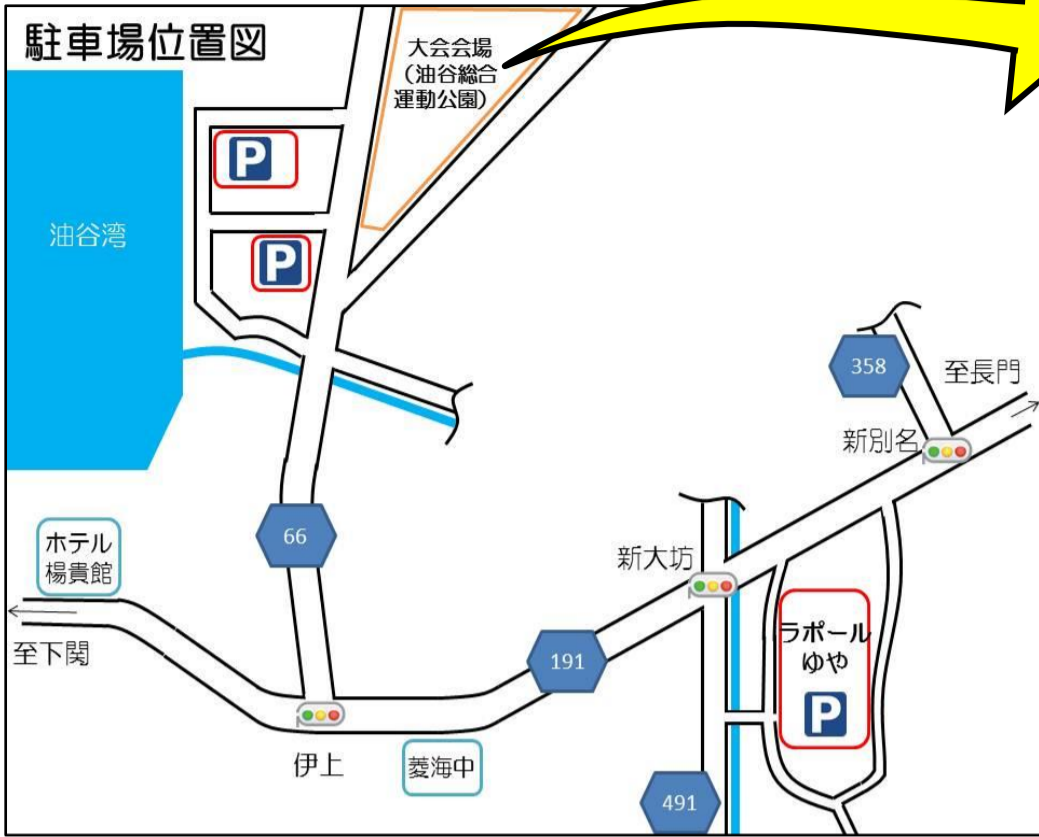 駐車場位置図
大会会場
（油谷総合
運動公園）
P
油谷湾
P
358
至長門
新別名
66
ホテル
楊貴館
新大坊
至下関
191
ラポール
ゆや
P
伊上
菱海中
491